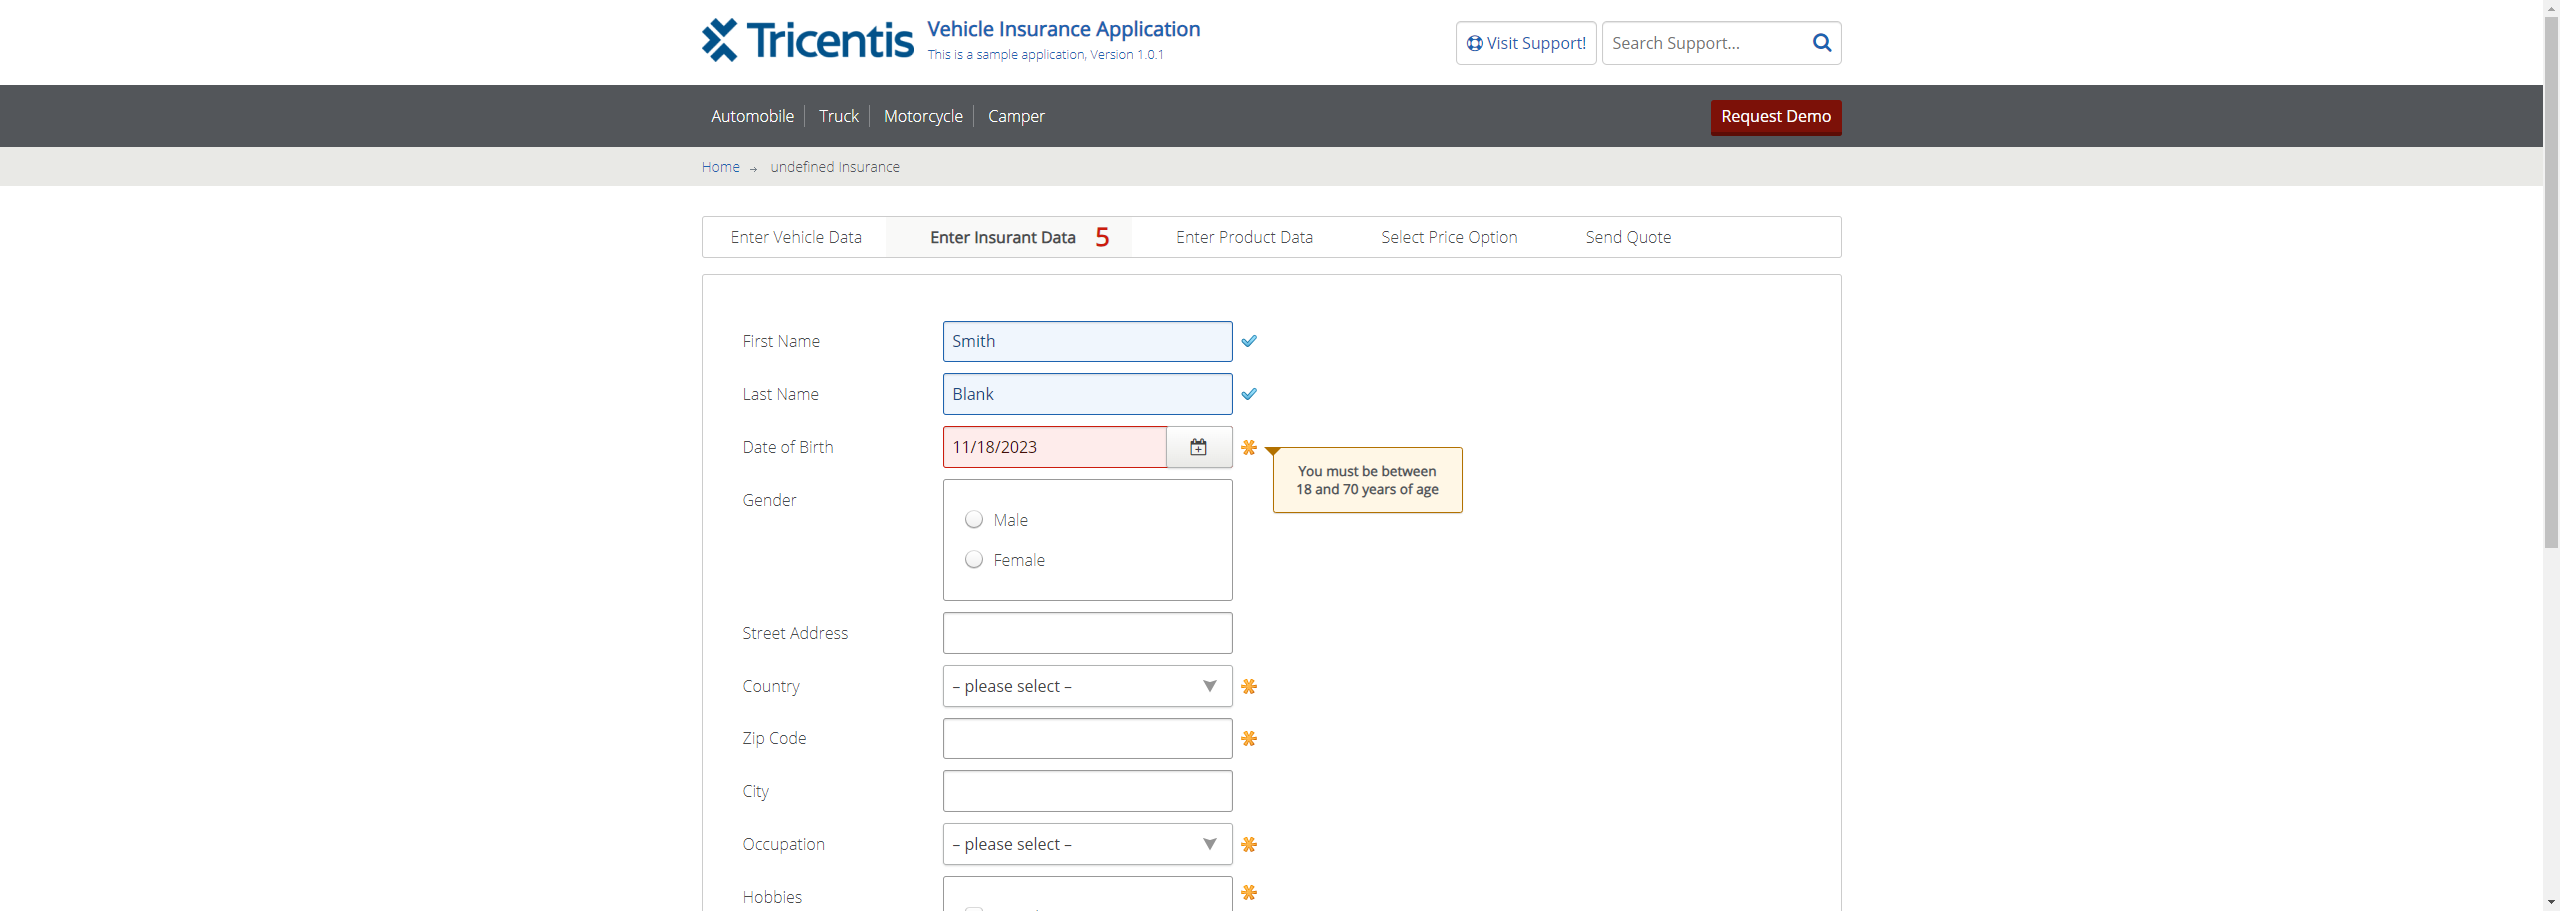 Tricentis
Vehicle Insurance Application
This is a sample application, Version 1.0.1
Visit Support!
Search Support...
Automobile
Truck
Motorcycle
Camper
Request Demo
Home → undefined Insurance
Enter Vehicle Data
Enter Insurant Data 5
Enter Product Data
Select Price Option
Send Quote
First Name
Smith
Last Name
Blank
Date of Birth
11/18/2023
You must be between
18 and 70 years of age
Gender
Male
Female
Street Address
Country
– please select –
Zip Code
City
Occupation
– please select –
Hobbies